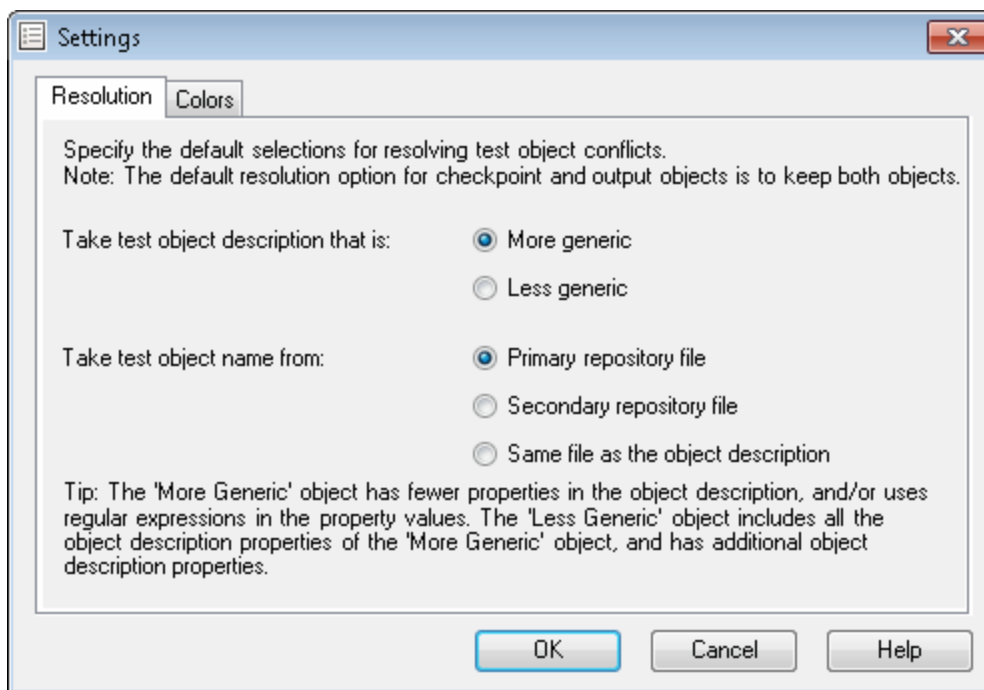 Settings
Resolution
Colors
Specify the default selections for resolving test object conflicts.
Note: The default resolution option for checkpoint and output objects is to keep both objects.
Take test object description that is:
More generic
Less generic
Take test object name from:
Primary repository file
Secondary repository file
Same file as the object description
Tip: The 'More Generic' object has fewer properties in the object description, and/or uses
regular expressions in the property values. The 'Less Generic' object includes all the
object description properties of the 'More Generic' object, and has additional object
description properties.
OK
Cancel
Help